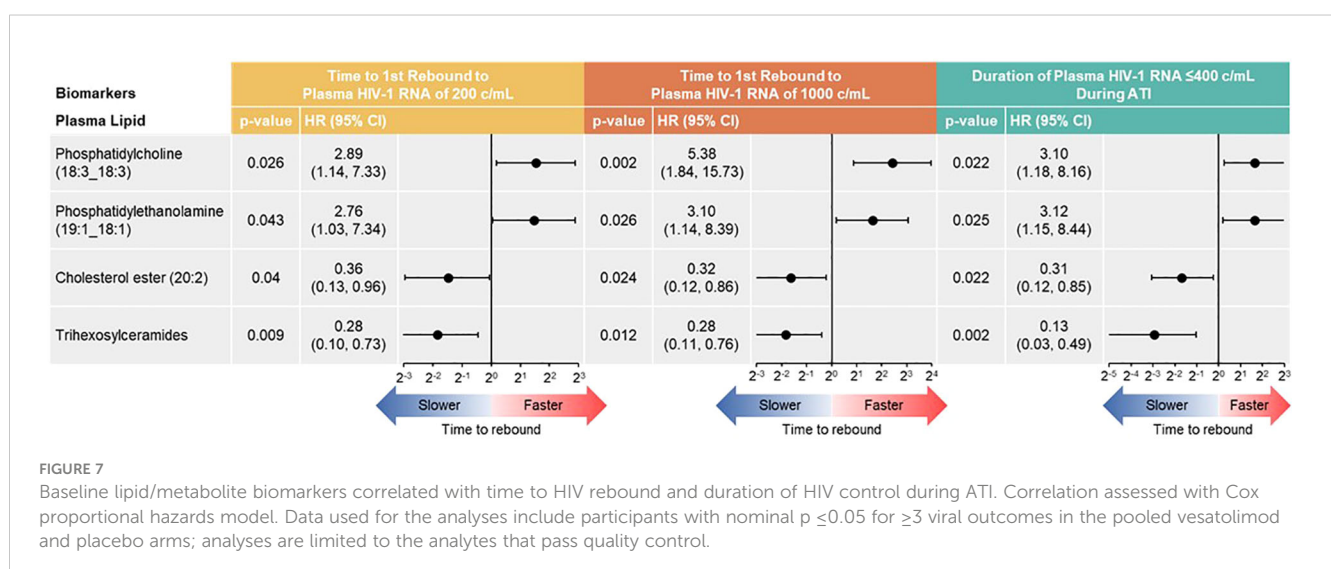 Biomarkers
Time to 1st Rebound to
Plasma HIV-1 RNA of 200 c/mL
Time to 1st Rebound to
Plasma HIV-1 RNA of 1000 c/mL
Duration of Plasma HIV-1 RNA ≤400 c/mL
During ATI
Plasma Lipid
p-value HR (95% CI)
p-value HR (95% CI)
p-value HR (95% CI)
Phosphatidylcholine
(18:3_18:3)
0.026
2.89
(1.14, 7.33)
0.002
5.38
(1.84, 15.73)
0.022
3.10
(1.18, 8.16)
Phosphatidylethanolamine
(19:1_18:1)
0.043
2.76
(1.03, 7.34)
0.026
3.10
(1.14, 8.39)
0.025
3.12
(1.15, 8.44)
Cholesterol ester (20:2)
0.04
0.36
(0.13, 0.96)
0.024
0.32
(0.12, 0.86)
0.022
0.31
(0.12, 0.85)
Trihexosylceramides
0.009
0.28
(0.10, 0.73)
0.012
0.28
(0.11, 0.76)
0.002
0.13
(0.03, 0.49)
2⁻³ 2⁻² 2⁻¹ 2⁰ 2¹ 2² 2³
2⁻³ 2⁻² 2⁻¹ 2⁰ 2¹ 2² 2³ 2⁴
2⁻⁵ 2⁻⁴ 2⁻³ 2⁻² 2⁻¹ 2⁰ 2¹ 2² 2³
Slower Faster
Slower Faster
Slower Faster
Time to rebound
Time to rebound
Time to rebound
FIGURE 7
Baseline lipid/metabolite biomarkers correlated with time to HIV rebound and duration of HIV control during ATI. Correlation assessed with Cox
proportional hazards model. Data used for the analyses include participants with nominal p ≤0.05 for ≥3 viral outcomes in the pooled vesatolimod
and placebo arms; analyses are limited to the analytes that pass quality control.